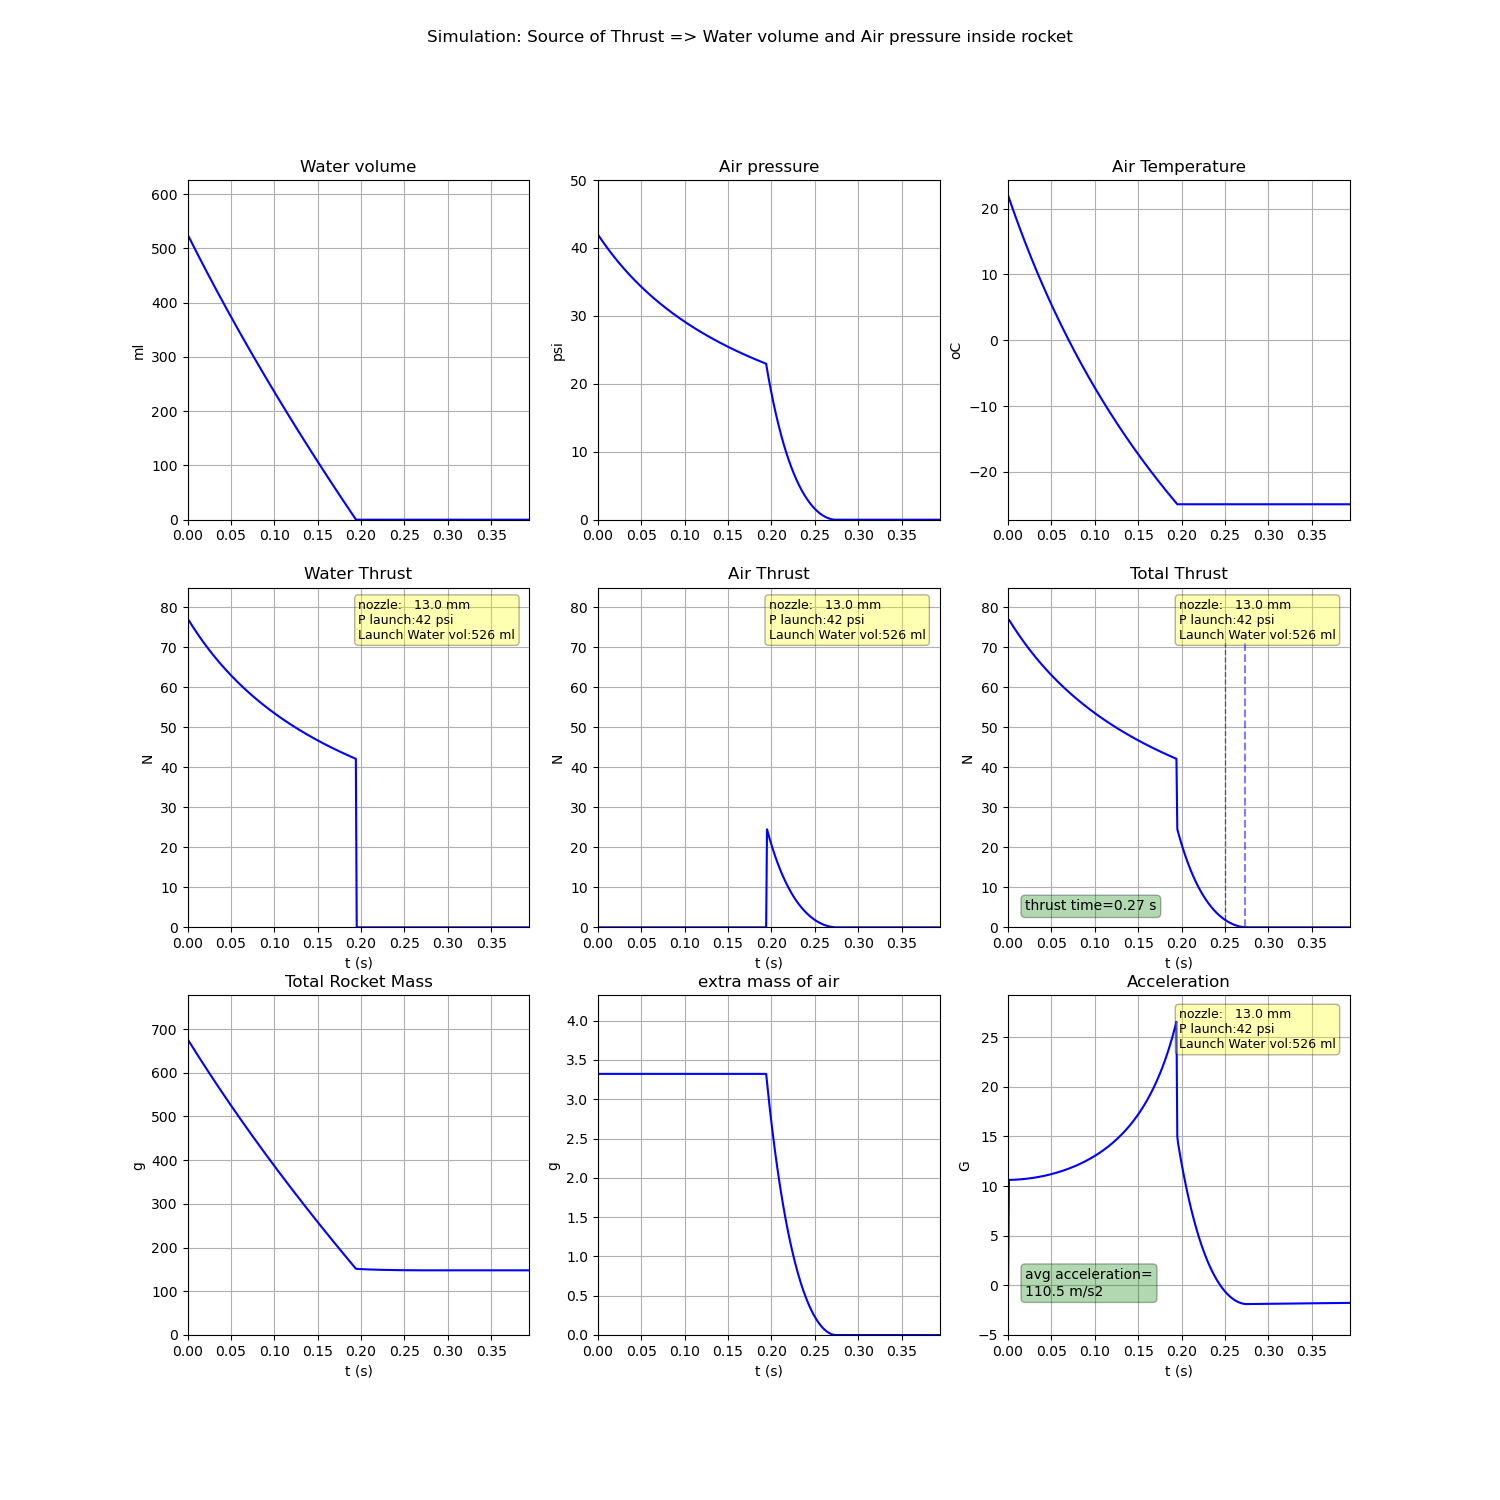 Simulation: Source of Thrust => Water volume and Air pressure inside rocket
Water volume
600
500
400
300
200
100
0
ml
0.00 0.05 0.10 0.15 0.20 0.25 0.30 0.35
Air pressure
50
40
30
20
10
0
psi
0.00 0.05 0.10 0.15 0.20 0.25 0.30 0.35
Air Temperature
20
10
0
−10
−20
oC
0.00 0.05 0.10 0.15 0.20 0.25 0.30 0.35
Water Thrust
nozzle: 13.0 mm
P launch:42 psi
Launch Water vol:526 ml
80
70
60
50
40
30
20
10
0
N
0.00 0.05 0.10 0.15 0.20 0.25 0.30 0.35
t (s)
Air Thrust
nozzle: 13.0 mm
P launch:42 psi
Launch Water vol:526 ml
80
70
60
50
40
30
20
10
0
N
0.00 0.05 0.10 0.15 0.20 0.25 0.30 0.35
t (s)
Total Thrust
nozzle: 13.0 mm
P launch:42 psi
Launch Water vol:526 ml
80
70
60
50
40
30
20
10
0
N
thrust time=0.27 s
0.00 0.05 0.10 0.15 0.20 0.25 0.30 0.35
t (s)
Total Rocket Mass
700
600
500
400
300
200
100
0
g
0.00 0.05 0.10 0.15 0.20 0.25 0.30 0.35
t (s)
extra mass of air
4.0
3.5
3.0
2.5
2.0
1.5
1.0
0.5
0.0
g
0.00 0.05 0.10 0.15 0.20 0.25 0.30 0.35
t (s)
Acceleration
nozzle: 13.0 mm
P launch:42 psi
Launch Water vol:526 ml
25
20
15
10
5
0
−5
G
avg acceleration=
110.5 m/s2
0.00 0.05 0.10 0.15 0.20 0.25 0.30 0.35
t (s)